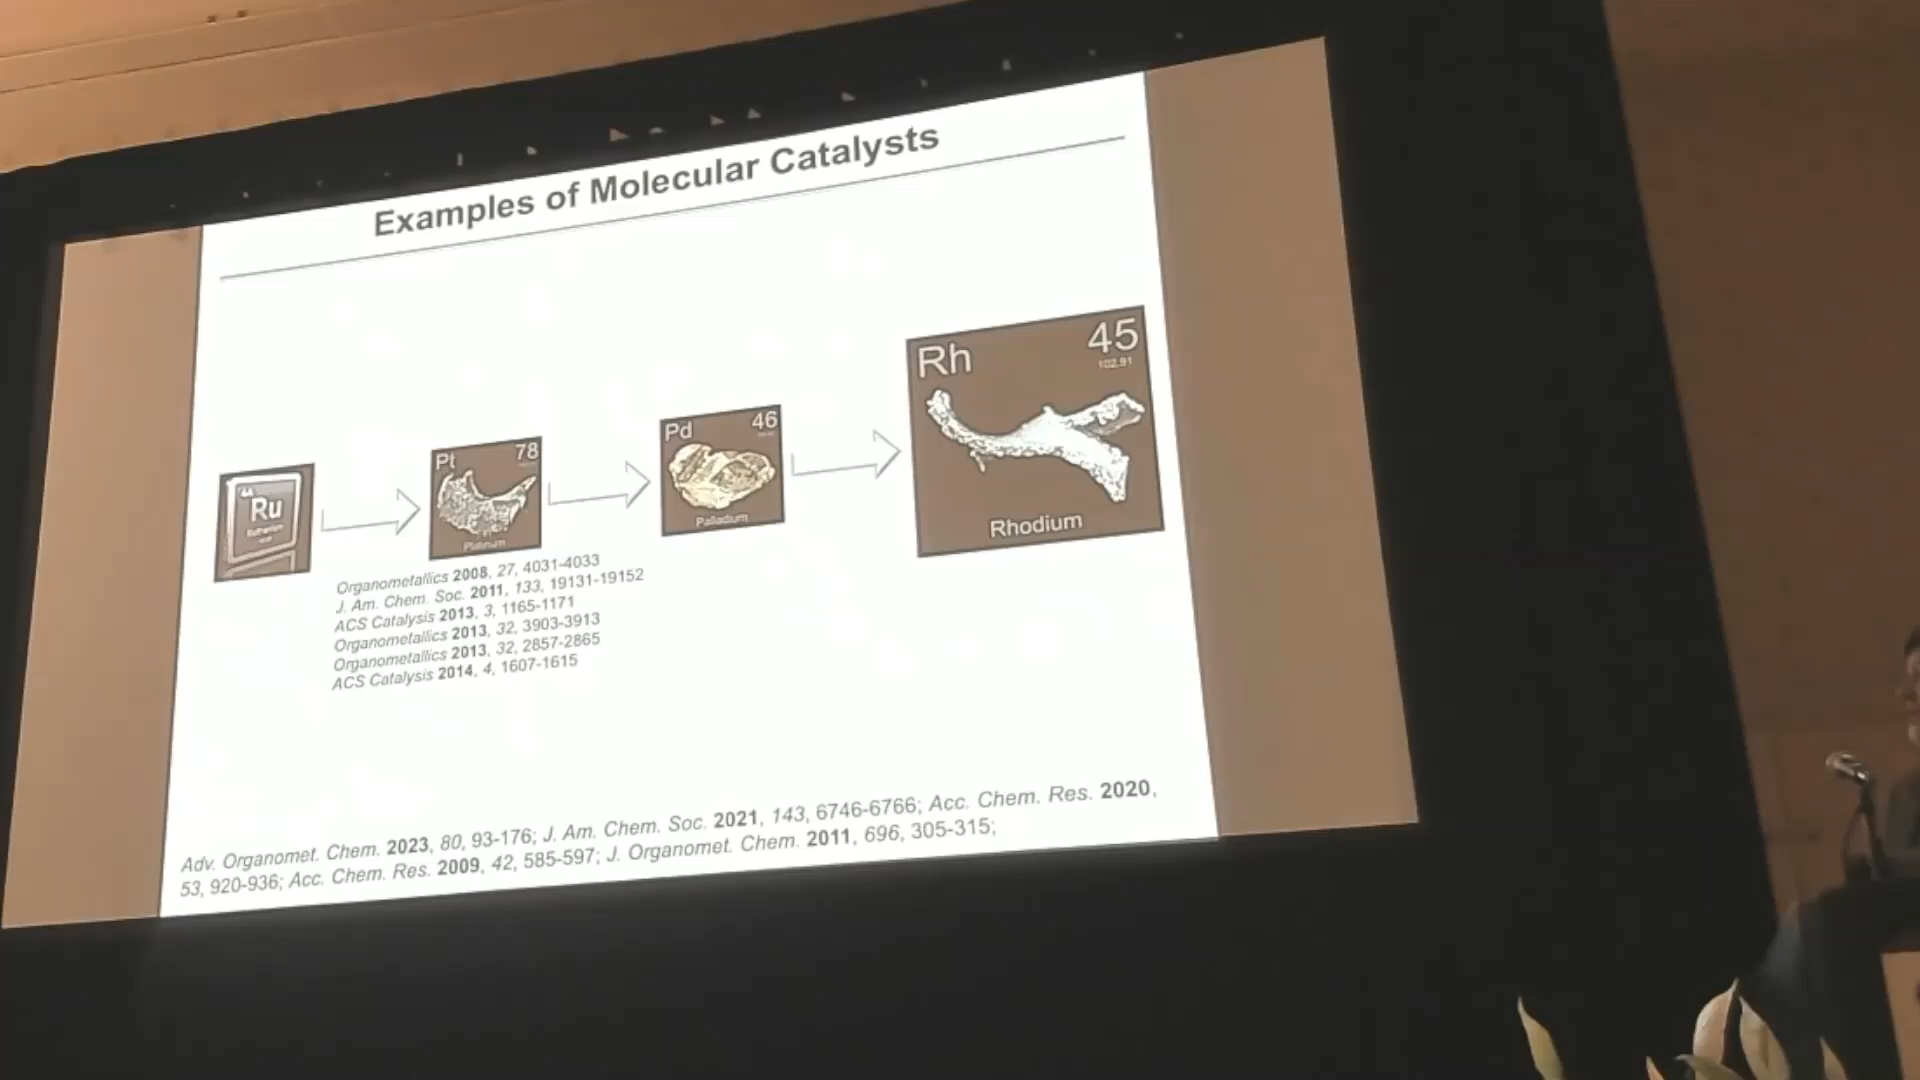 Examples of Molecular Catalysts
44
Ru
Pt 78
Platinum
Pd 46
Palladium
Rh 45
102.91
Rhodium
Organometallics 2008, 27, 4031-4033
J. Am. Chem. Soc. 2011, 133, 19131-19152
ACS Catalysis 2013, 3, 1165-1171
Organometallics 2013, 32, 3903-3913
Organometallics 2013, 32, 2857-2865
ACS Catalysis 2014, 4, 1607-1615
Adv. Organomet. Chem. 2023, 80, 93-176; J. Am. Chem. Soc. 2021, 143, 6746-6766; Acc. Chem. Res. 2020,
53, 920-936; Acc. Chem. Res. 2009, 42, 585-597; J. Organomet. Chem. 2011, 696, 305-315;